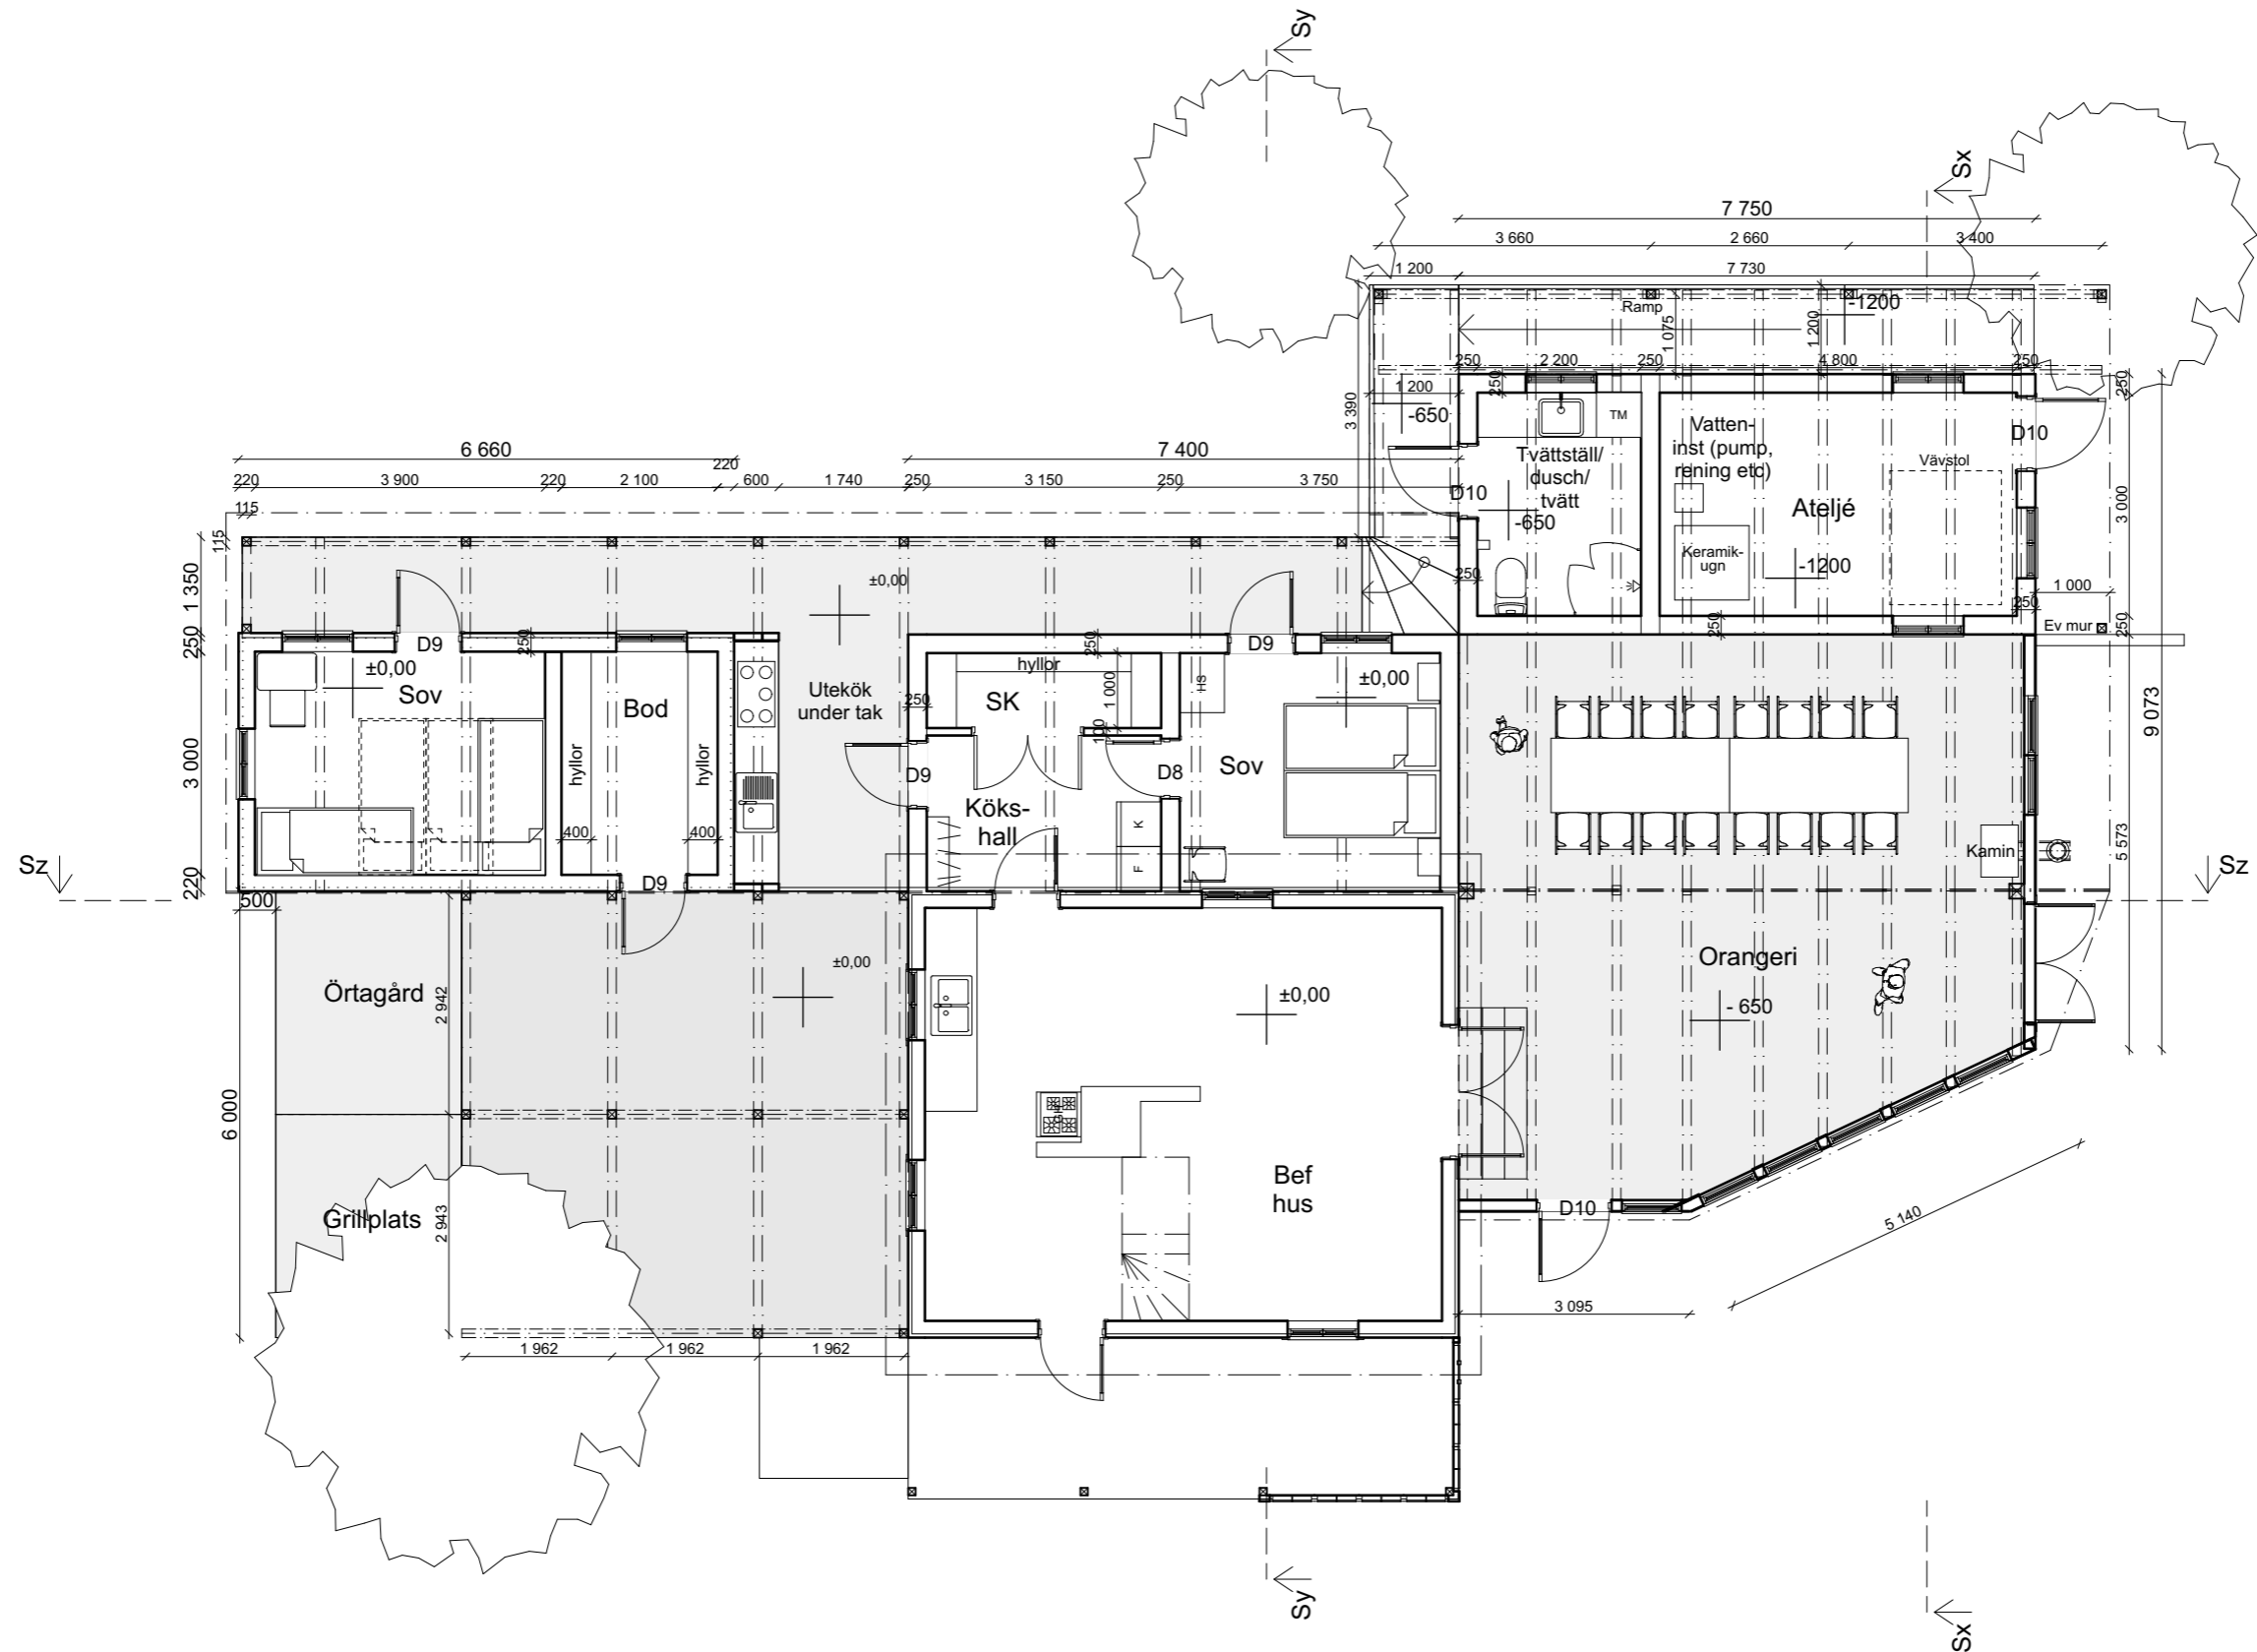 Sy
Sx
7 750
3 660
2 660
3 400
1 200
7 730
Ramp
-1200
1 075
1 200
250
2 200
250
4 800
250
1 200
250
250
3 390
-650
TM
Vatten-
inst (pump,
rening etc)
D10
Tvättställ/
dusch/
tvätt
Vävstol
D10
-650
Ateljé
3 000
Keramik-
ugn
-1200
250
1 000
250
250
250
Ev mur
6 660
7 400
220
220
3 900
220
2 100
600
1 740
250
3 150
250
3 750
115
115
1 350
±0,00
250
D9
250
250
D9
hyllor
±0,00
Sov
Bod
Utekök
under tak
250
SK
1 000
HS
±0,00
100
9 073
3 000
hyllor
hyllor
D9
D8
Sov
Köks-
hall
K
400
400
F
Kamin
5 573
Sz
Sz
220
D9
500
±0,00
Orangeri
Örtagård
2 942
±0,00
- 650
6 000
Bef
hus
Grillplats
2 943
D10
5 140
3 095
1 962
1 962
1 962
Sy
Sx